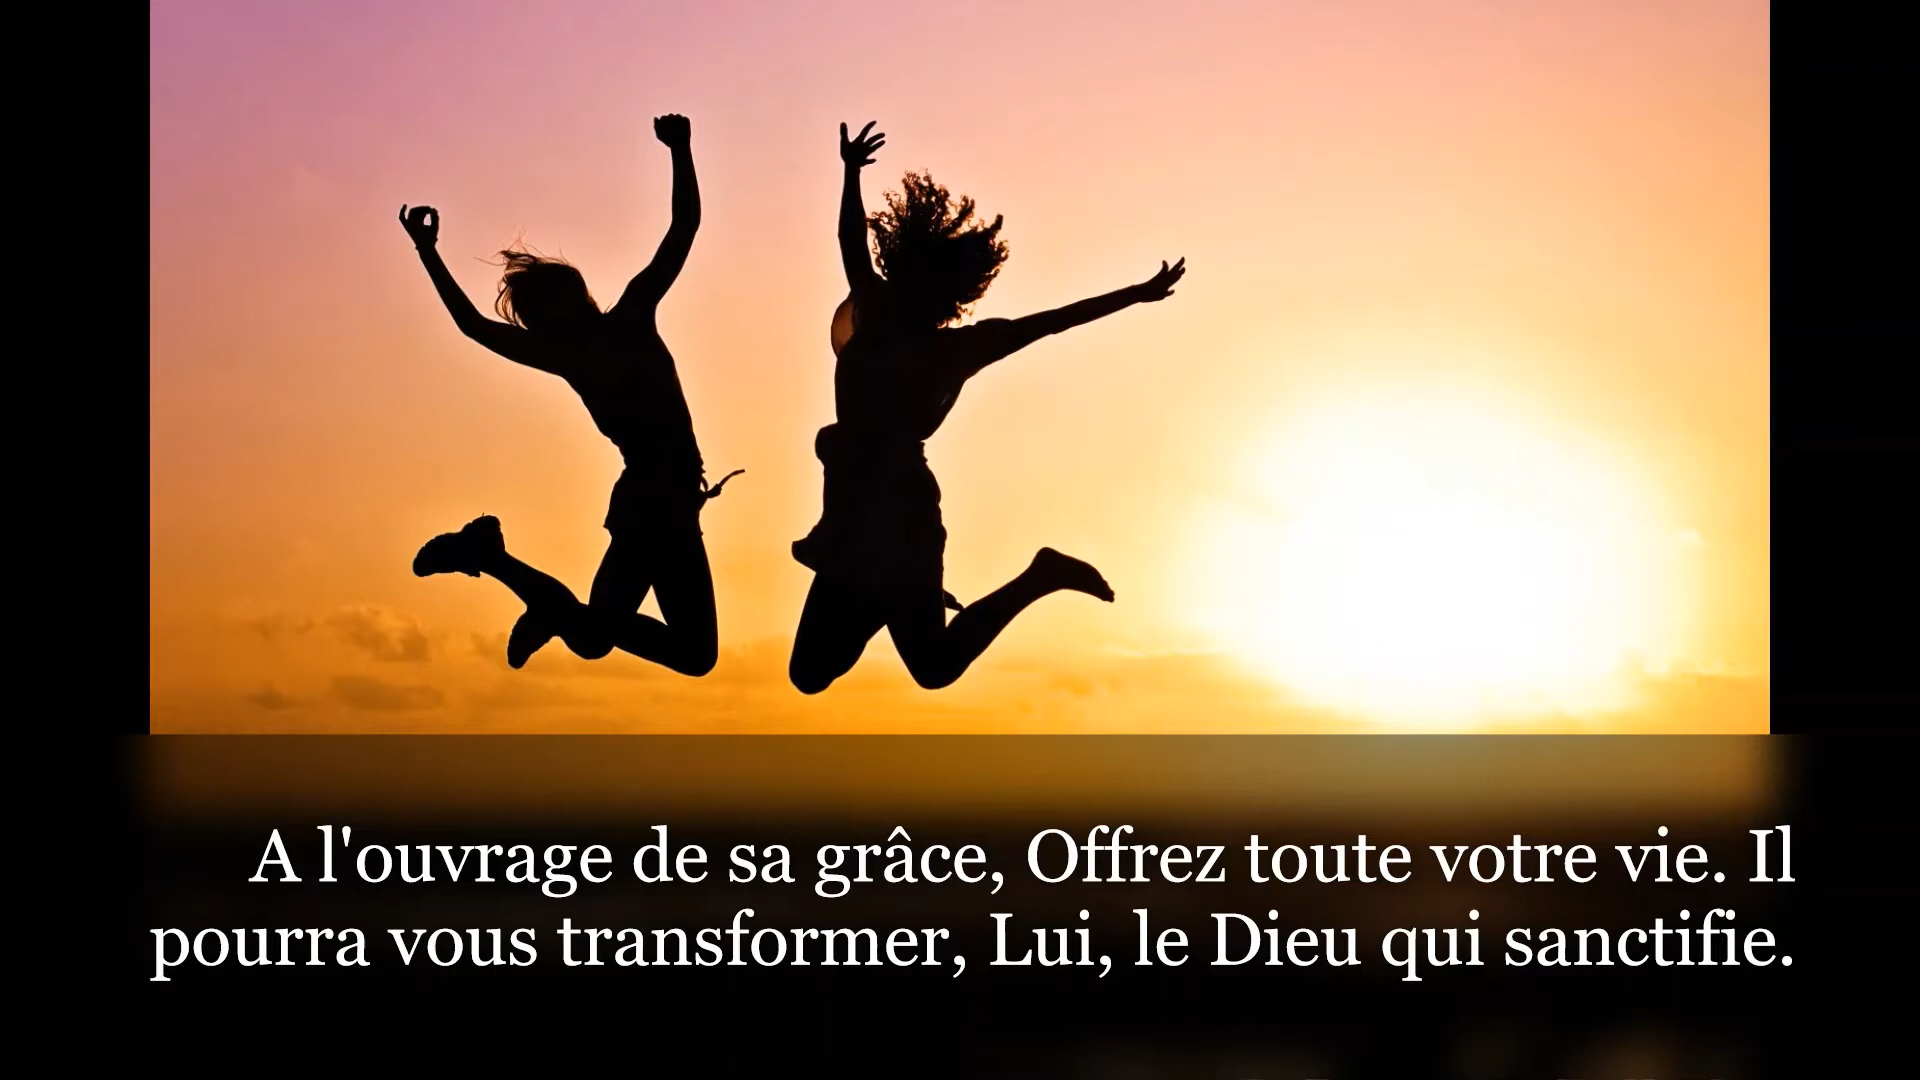 A l'ouvrage de sa grâce, Offrez toute votre vie. Il
pourra vous transformer, Lui, le Dieu qui sanctifie.